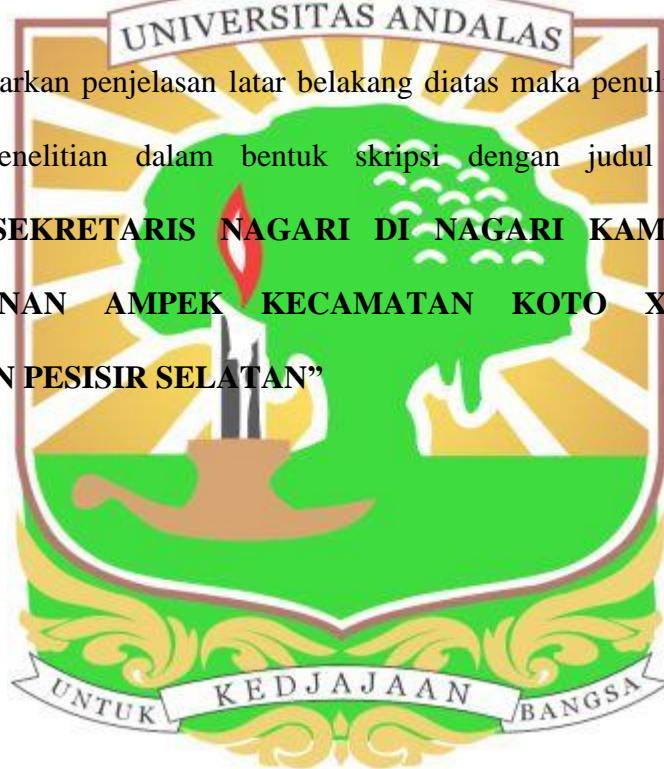 UNIVERSITAS ANDALAS
arkan penjelasan latar belakang diatas maka penul
enelitian dalam bentuk skripsi dengan judul
SEKRETARIS NAGARI DI NAGARI KAM
NAN AMPEK KECAMATAN KOTO X
N PESISIR SELATAN”
UNTUK KEDJAJAAN BANGSA